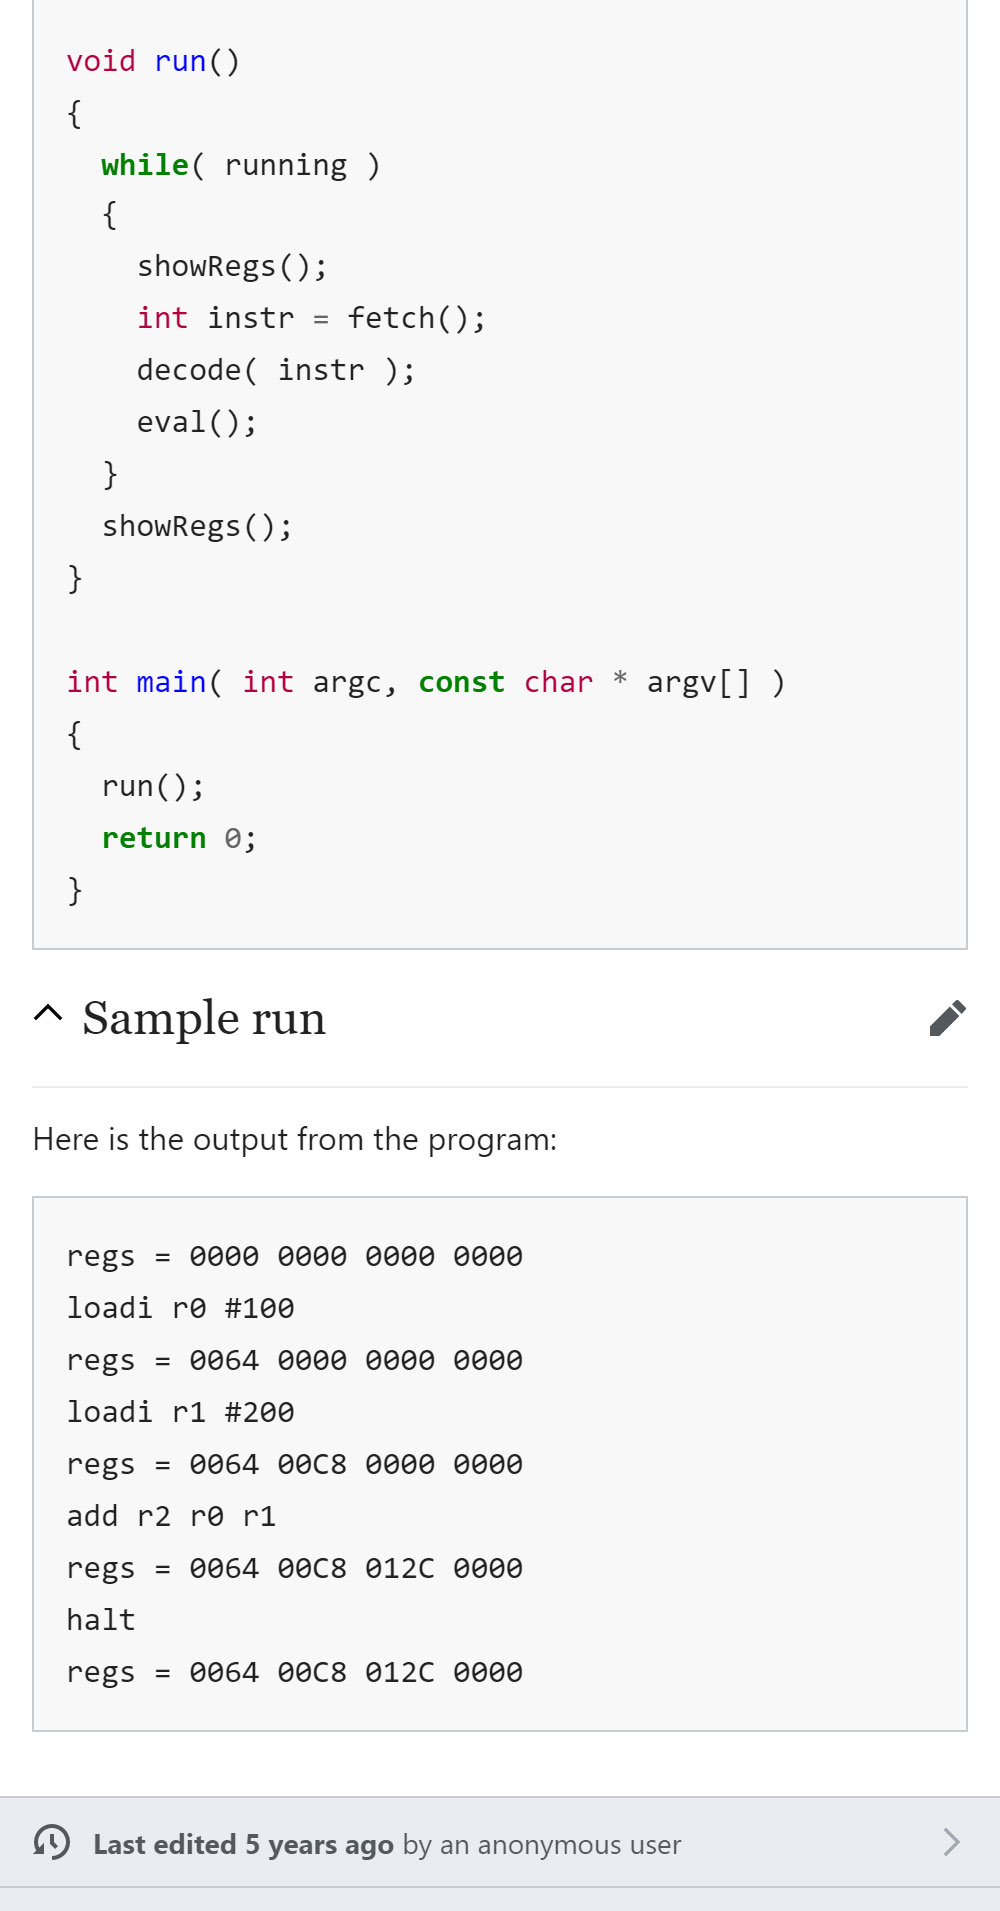 void run()
{
  while( running )
  {
    showRegs();
    int instr = fetch();
    decode( instr );
    eval();
  }
  showRegs();
}

int main( int argc, const char * argv[] )
{
  run();
  return 0;
}
Sample run
Here is the output from the program:
regs = 0000 0000 0000 0000
loadi r0 #100
regs = 0064 0000 0000 0000
loadi r1 #200
regs = 0064 00C8 0000 0000
add r2 r0 r1
regs = 0064 00C8 012C 0000
halt
regs = 0064 00C8 012C 0000
Last edited 5 years ago by an anonymous user